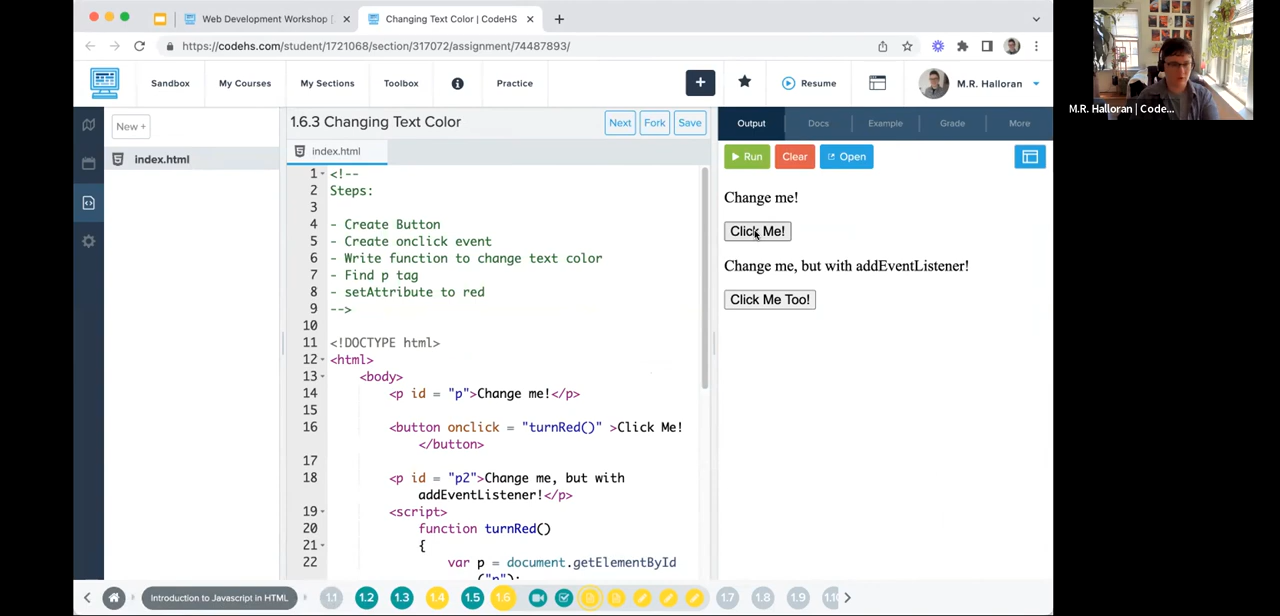 Web Development Workshop
Changing Text Color | CodeHS
https://codehs.com/student/1721068/section/317072/assignment/74487893/
Sandbox
My Courses
My Sections
Toolbox
Practice
Resume
M.R. Halloran
M.R. Halloran | Code...
New +
index.html
1.6.3 Changing Text Color
Next
Fork
Save
index.html
1 <!--
2 Steps:
3
4 - Create Button
5 - Create onclick event
6 - Write function to change text color
7 - Find p tag
8 - setAttribute to red
9 -->
10
11 <!DOCTYPE html>
12 <html>
13 <body>
14 <p id = "p">Change me!</p>
15
16 <button onclick = "turnRed()" >Click Me!
</button>
17
18 <p id = "p2">Change me, but with
addEventListener!</p>
19 <script>
20 function turnRed()
21 {
22 var p = document.getElementById
("p");
Output
Docs
Example
Grade
More
Run
Clear
Open
Change me!
Click Me!
Change me, but with addEventListener!
Click Me Too!
Introduction to Javascript in HTML
1.1
1.2
1.3
1.4
1.5
1.6
1.7
1.8
1.9